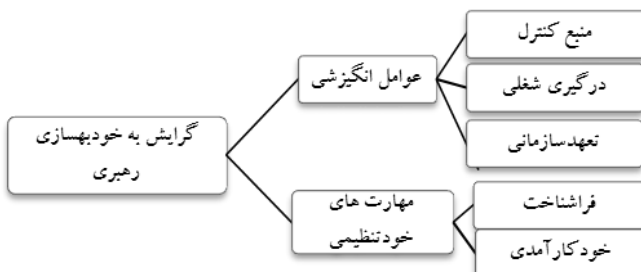 منبع کنترل
عوامل انگیزشی
درگیری شغلی
تعهدسازمانی
گرایش به خودبهسازی
رهبری
مهارت های
خودتنظیمی
فراشناخت
خودکارآمدی